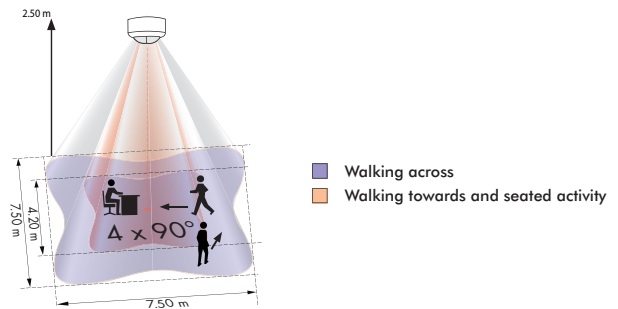 2.50 m
7.50 m
4.20 m
4 x 90°
7.50 m
Walking across
Walking towards and seated activity